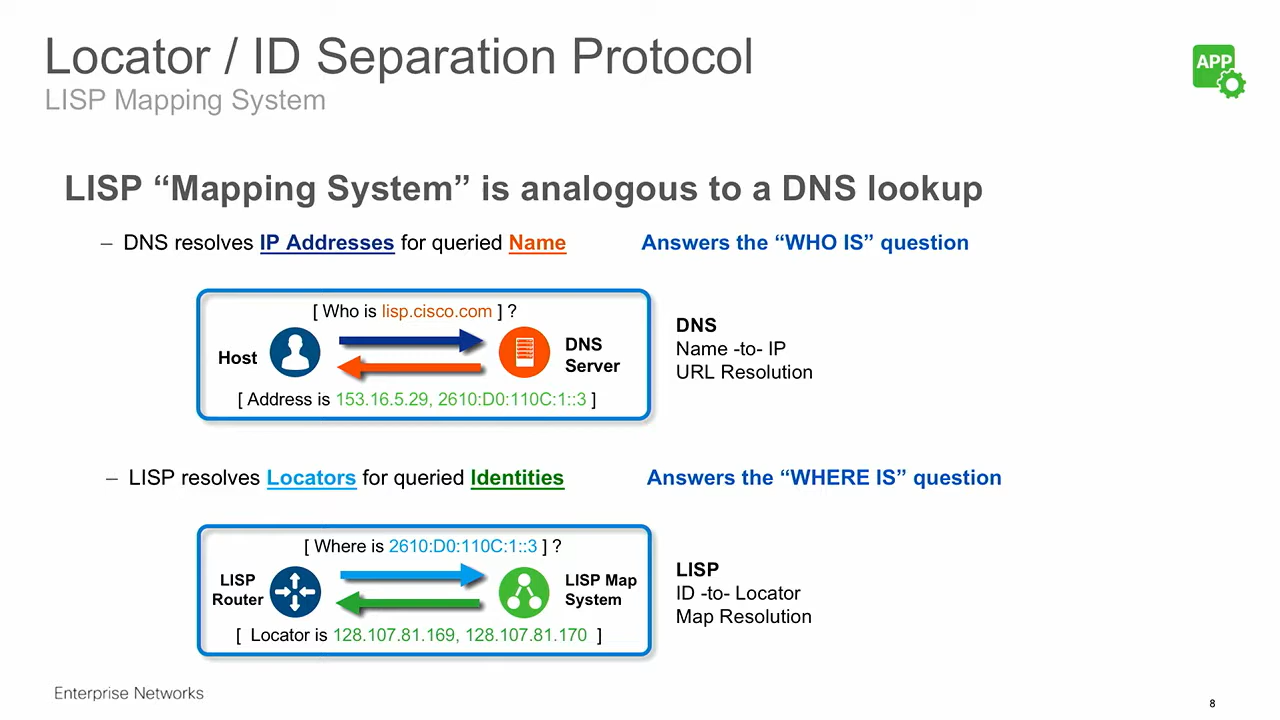 Locator / ID Separation Protocol
LISP Mapping System
APP
LISP “Mapping System” is analogous to a DNS lookup
– DNS resolves IP Addresses for queried Name
Answers the “WHO IS” question
[ Who is lisp.cisco.com ] ?
Host
DNS
Server
[ Address is 153.16.5.29, 2610:D0:110C:1::3 ]
DNS
Name -to- IP
URL Resolution
– LISP resolves Locators for queried Identities
Answers the “WHERE IS” question
[ Where is 2610:D0:110C:1::3 ] ?
LISP
Router
LISP Map
System
[ Locator is 128.107.81.169, 128.107.81.170 ]
LISP
ID -to- Locator
Map Resolution
Enterprise Networks
8